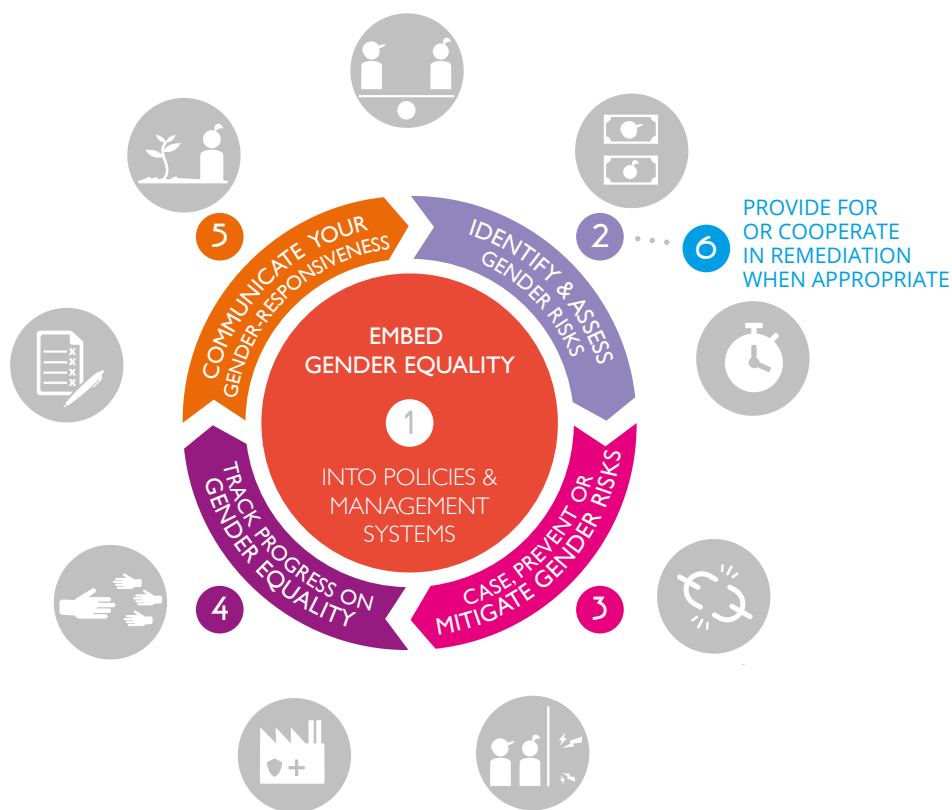 EMBED
GENDER EQUALITY
1
INTO POLICIES &
MANAGEMENT
SYSTEMS
IDENTIFY & ASSESS
GENDER RISKS
2
6
PROVIDE FOR
OR COOPERATE
IN REMEDIATION
WHEN APPROPRIATE
CASE, PREVENT OR
MITIGATE GENDER RISKS
3
TRACK PROGRESS ON
GENDER EQUALITY
4
COMMUNICATE YOUR
GENDER-RESPONSIVENESS
5
x
x
x
x